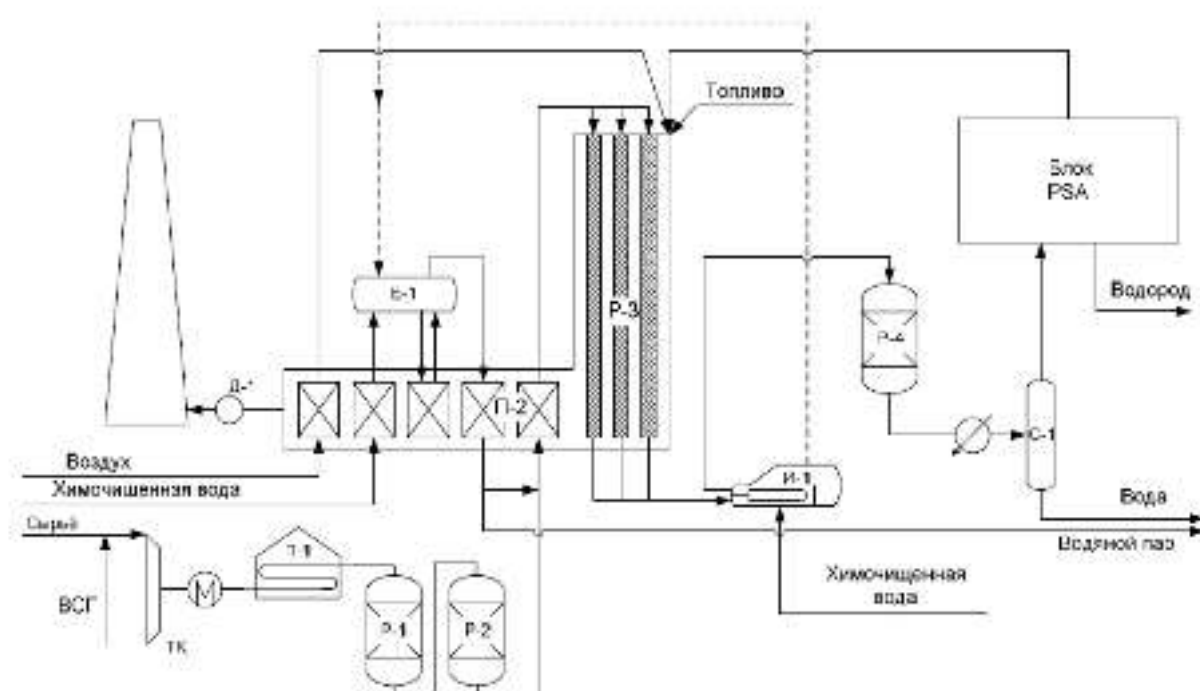 Топливо
Блок
PSA
Е-1
Р-3
Водород
Р-4
Д-1
П-2
С-1
Воздух
И-1
Химочищенная вода
Вода
Сырье
Водяной пар
П-1
Химочищенная
вода
М
ВСГ
Р-1
Р-2
ТК